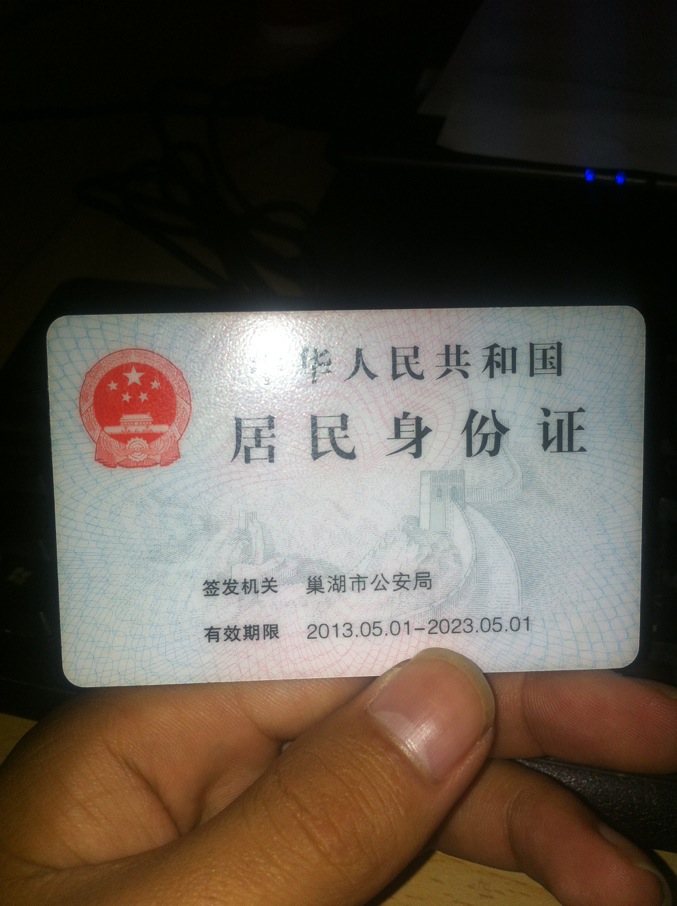 中华人民共和国
居民身份证
签发机关 巢湖市公安局
有效期限 2013.05.01-2023.05.01